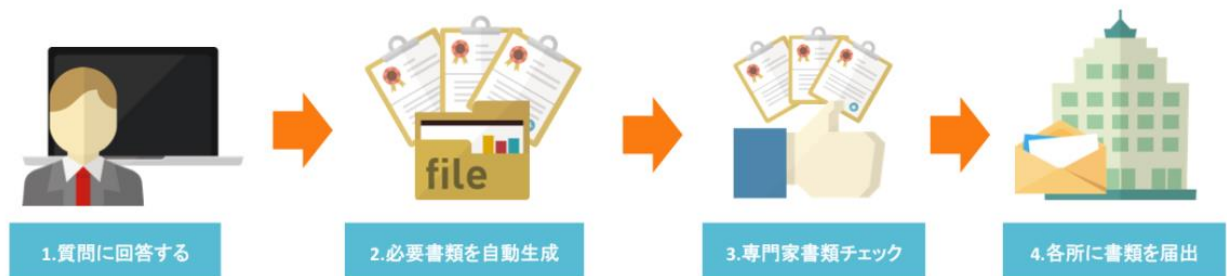 file
1.質問に回答する
2.必要書類を自動生成
3.専門家書類チェック
4.各所に書類を届出